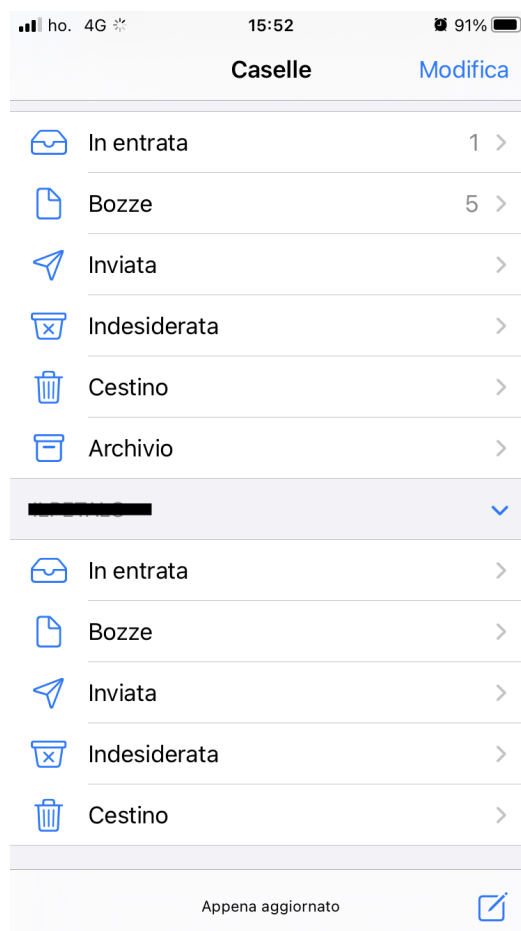 ho. 4G 15:52 91%
Caselle Modifica
In entrata 1
Bozze 5
Inviata
Indesiderata
Cestino
Archivio
In entrata
Bozze
Inviata
Indesiderata
Cestino
Appena aggiornato